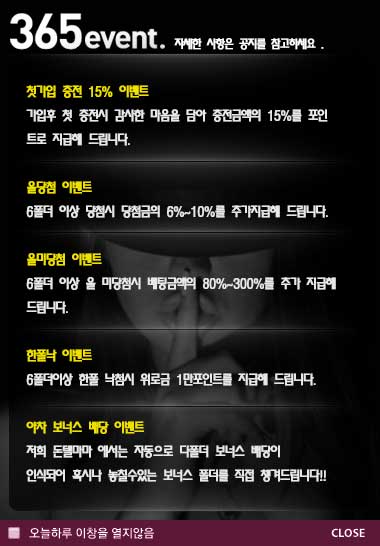 365event. 자세한 사항은 공지를 참고하세요 .
첫가입 충전 15% 이벤트
가입후 첫 충전시 감사한 마음을 담아 충전금액의 15%를 포인
트로 지급해 드립니다.
올당첨 이벤트
6폴더 이상 당첨시 당첨금의 6%~10%를 추가지급해 드립니다.
올미당첨 이벤트
6폴더 이상 올 미당첨시 배팅금액의 80%~300%를 추가 지급해
드립니다.
한폴낙 이벤트
6폴더이상 한폴 낙첨시 위로금 1만포인트를 지급해 드립니다.
아차 보너스 배당 이벤트
저희 돈텔마마 에서는 자동으로 다폴더 보너스 배당이
인식되어 혹시나 놓칠수있는 보너스 폴더를 직접 챙겨드립니다!!
오늘하루 이창을 열지않음 CLOSE